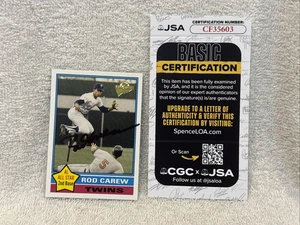 JSA
CERTIFICATION NUMBER:
CF35603
BASIC
CERTIFICATION
This item has been fully examined
by JSA, and it is the considered
opinion of our expert authenticators
that the signature(s) is/are genuine.
UPGRADE TO A LETTER OF
AUTHENTICITY & VERIFY THIS
CERTIFICATION BY VISITING:
SpenceLOA.com
Or Scan
CGC x JSA
Follow us at @jsaloa
ALL STAR
2nd Base
ROD CAREW
TWINS